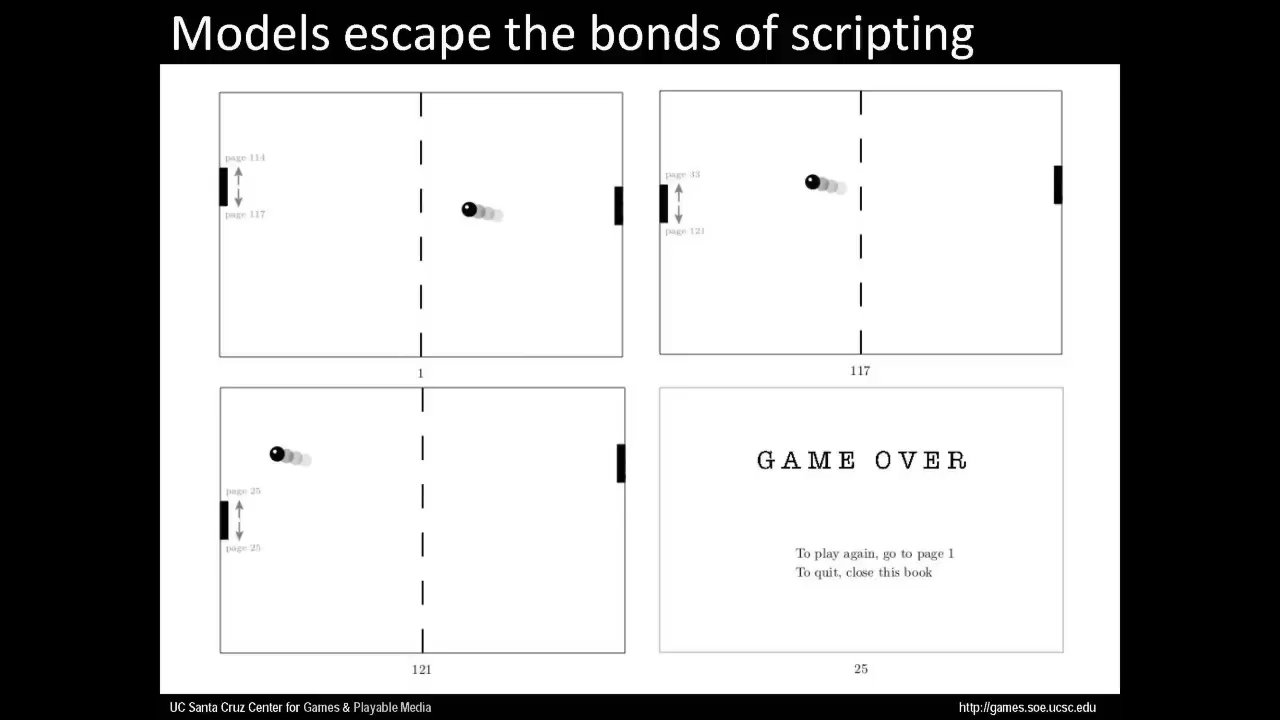 Models escape the bonds of scripting
page 114
page 117
1
page 33
page 121
117
page 25
page 25
121
GAME OVER
To play again, go to page 1
To quit, close this book
25
UC Santa Cruz Center for Games & Playable Media
http://games.soe.ucsc.edu